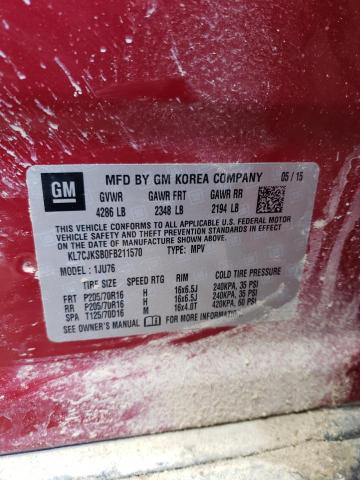 GM
MFD BY GM KOREA COMPANY 05 / 15
GVWR GAWR FRT GAWR RR
4286 LB 2348 LB 2194 LB
THIS VEHICLE CONFORMS TO ALL APPLICABLE U.S. FEDERAL MOTOR
VEHICLE SAFETY, BUMPER, AND THEFT PREVENTION STANDARDS
IN EFFECT ON THE DATE OF MANUFACTURE SHOWN ABOVE.
KL7CJKSB0FB211570 TYPE: MPV
MODEL : 1JU76
TIRE SIZE SPEED RTG RIM COLD TIRE PRESSURE
FRT P205/70R16 H 16x6.5J 240KPA, 35 PSI
RR P205/70R16 H 16x6.5J 240KPA, 35 PSI
SPA T125/70D16 M 16x4.0T 420KPA, 60 PSI
SEE OWNER'S MANUAL FOR MORE INFORMATION